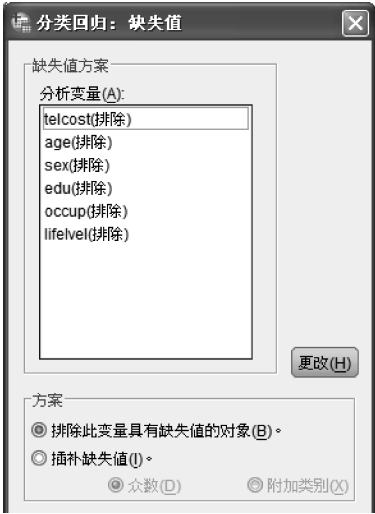 分类回归：缺失值
缺失值方案
分析变量(A):
telcost(排除)
age(排除)
sex(排除)
edu(排除)
occup(排除)
lifelvel(排除)
更改(H)
方案
排除此变量具有缺失值的对象(B)。
插补缺失值(I)。
众数(D) 附加类别(X)